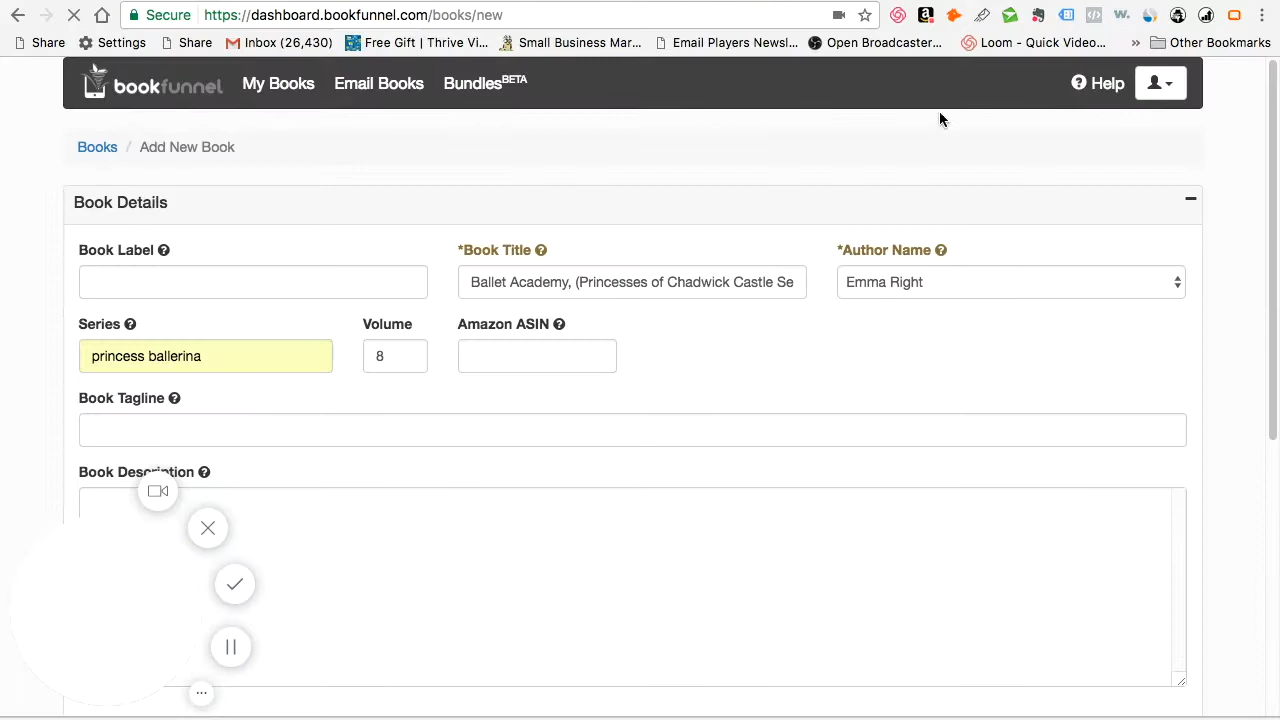 Secure https://dashboard.bookfunnel.com/books/new
Share Settings Share Inbox (26,430) Free Gift | Thrive Vi... Small Business Mar... Email Players Newsl... Open Broadcaster... Loom - Quick Video... » Other Bookmarks
bookfunnel My Books Email Books BundlesBETA Help
Books / Add New Book
Book Details
Book Label *Book Title *Author Name
Ballet Academy, (Princesses of Chadwick Castle Se Emma Right
Series Volume Amazon ASIN
princess ballerina 8
Book Tagline
Book Description